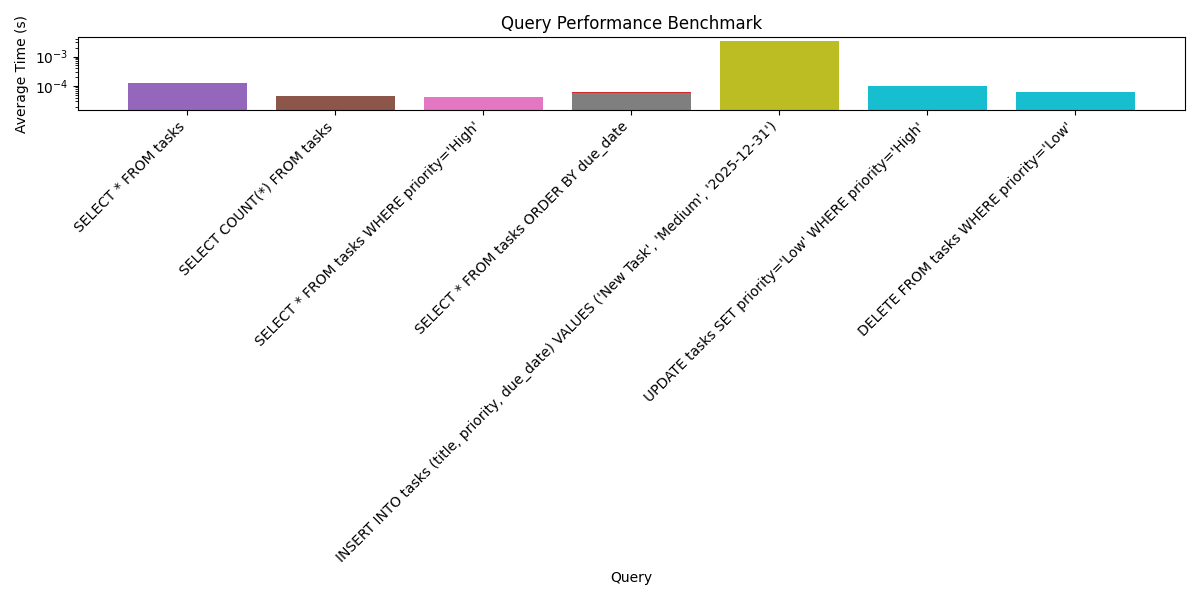 Query Performance Benchmark
Average Time (s)
10⁻³
10⁻⁴
SELECT * FROM tasks
SELECT COUNT(*) FROM tasks
SELECT * FROM tasks WHERE priority='High'
SELECT * FROM tasks ORDER BY due_date
INSERT INTO tasks (title, priority, due_date) VALUES ('New Task', 'Medium', '2025-12-31')
UPDATE tasks SET priority='Low' WHERE priority='High'
DELETE FROM tasks WHERE priority='Low'
Query